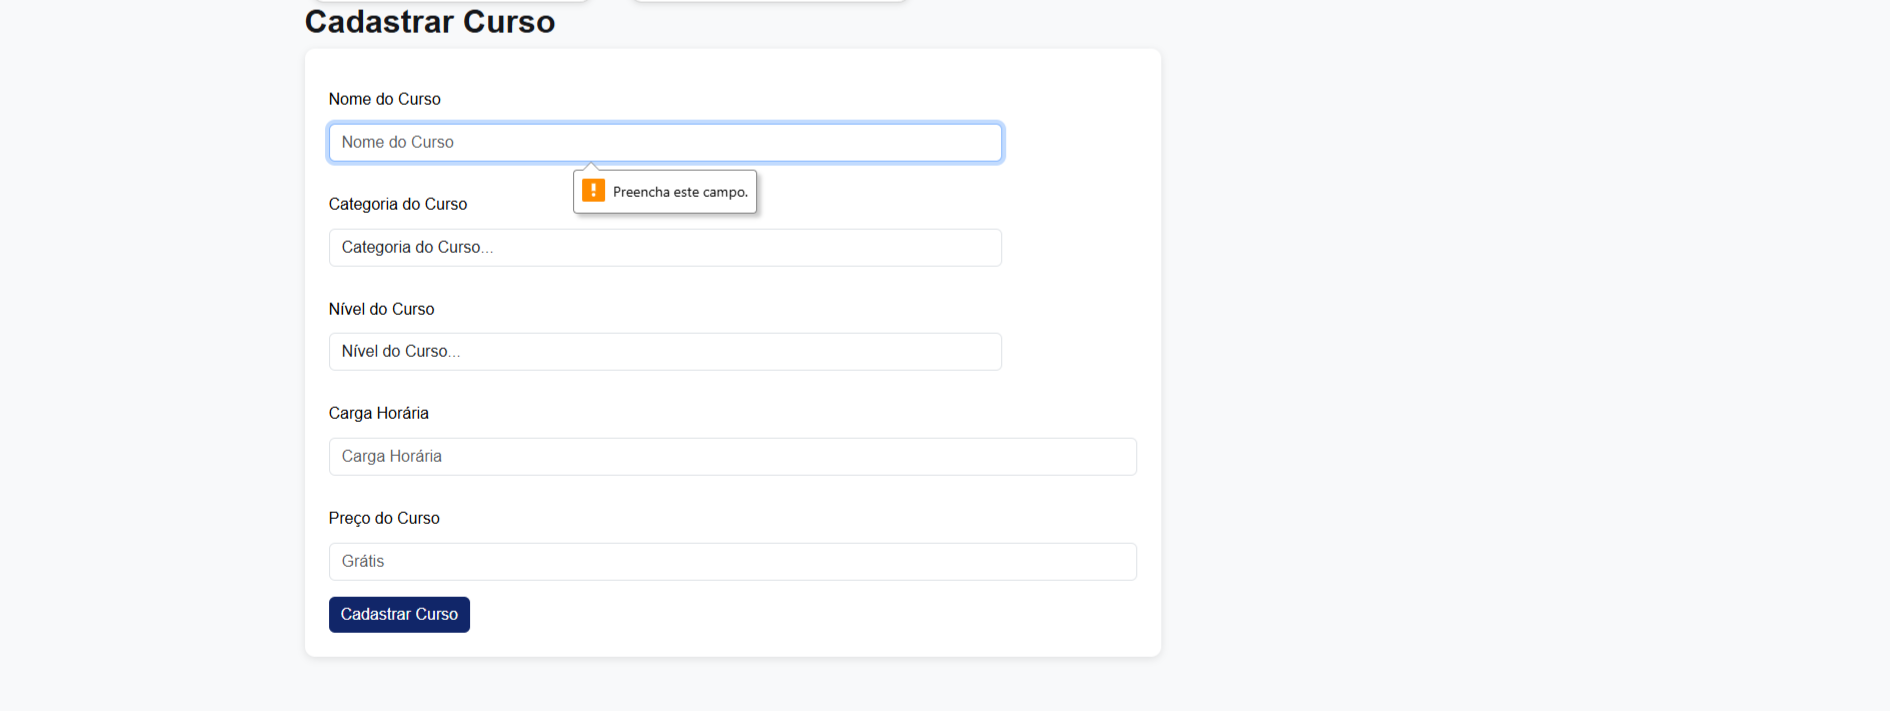 Cadastrar Curso
Nome do Curso
Nome do Curso
Preencha este campo.
Categoria do Curso
Categoria do Curso...
Nível do Curso
Nível do Curso...
Carga Horária
Carga Horária
Preço do Curso
Grátis
Cadastrar Curso